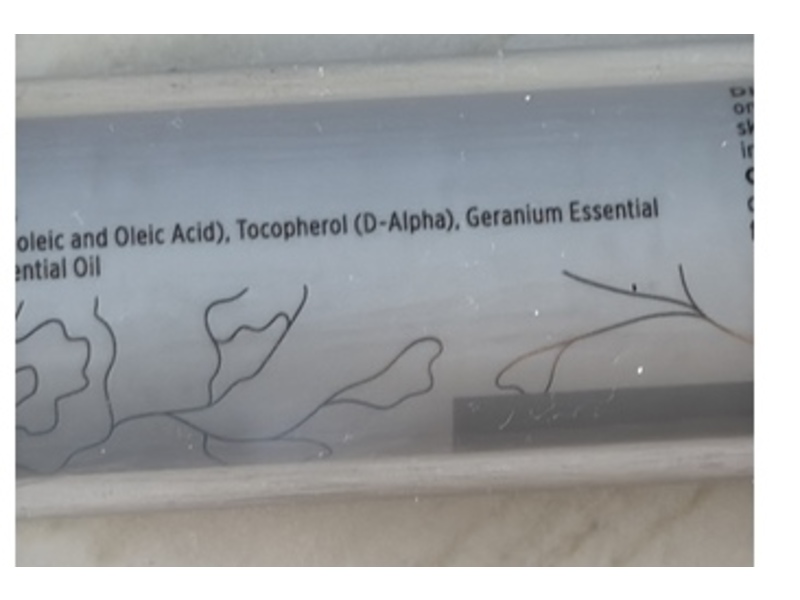 oleic and Oleic Acid), Tocopherol (D-Alpha), Geranium Essential
ential Oil